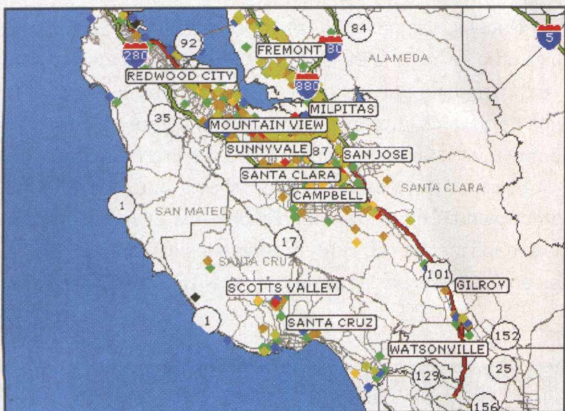 84
92
5
FREMONT
80
280
ALAMEDA
REDWOOD CITY
880
MILPITAS
35
MOUNTAIN VIEW
SUNNYVALE
87
SAN JOSE
SANTA CLARA
SANTA CLARA
CAMPBELL
1
SAN MATEO
17
SANTA CRUZ
101
SCOTTS VALLEY
GILROY
1
SANTA CRUZ
152
WATSONVILLE
25
129
156